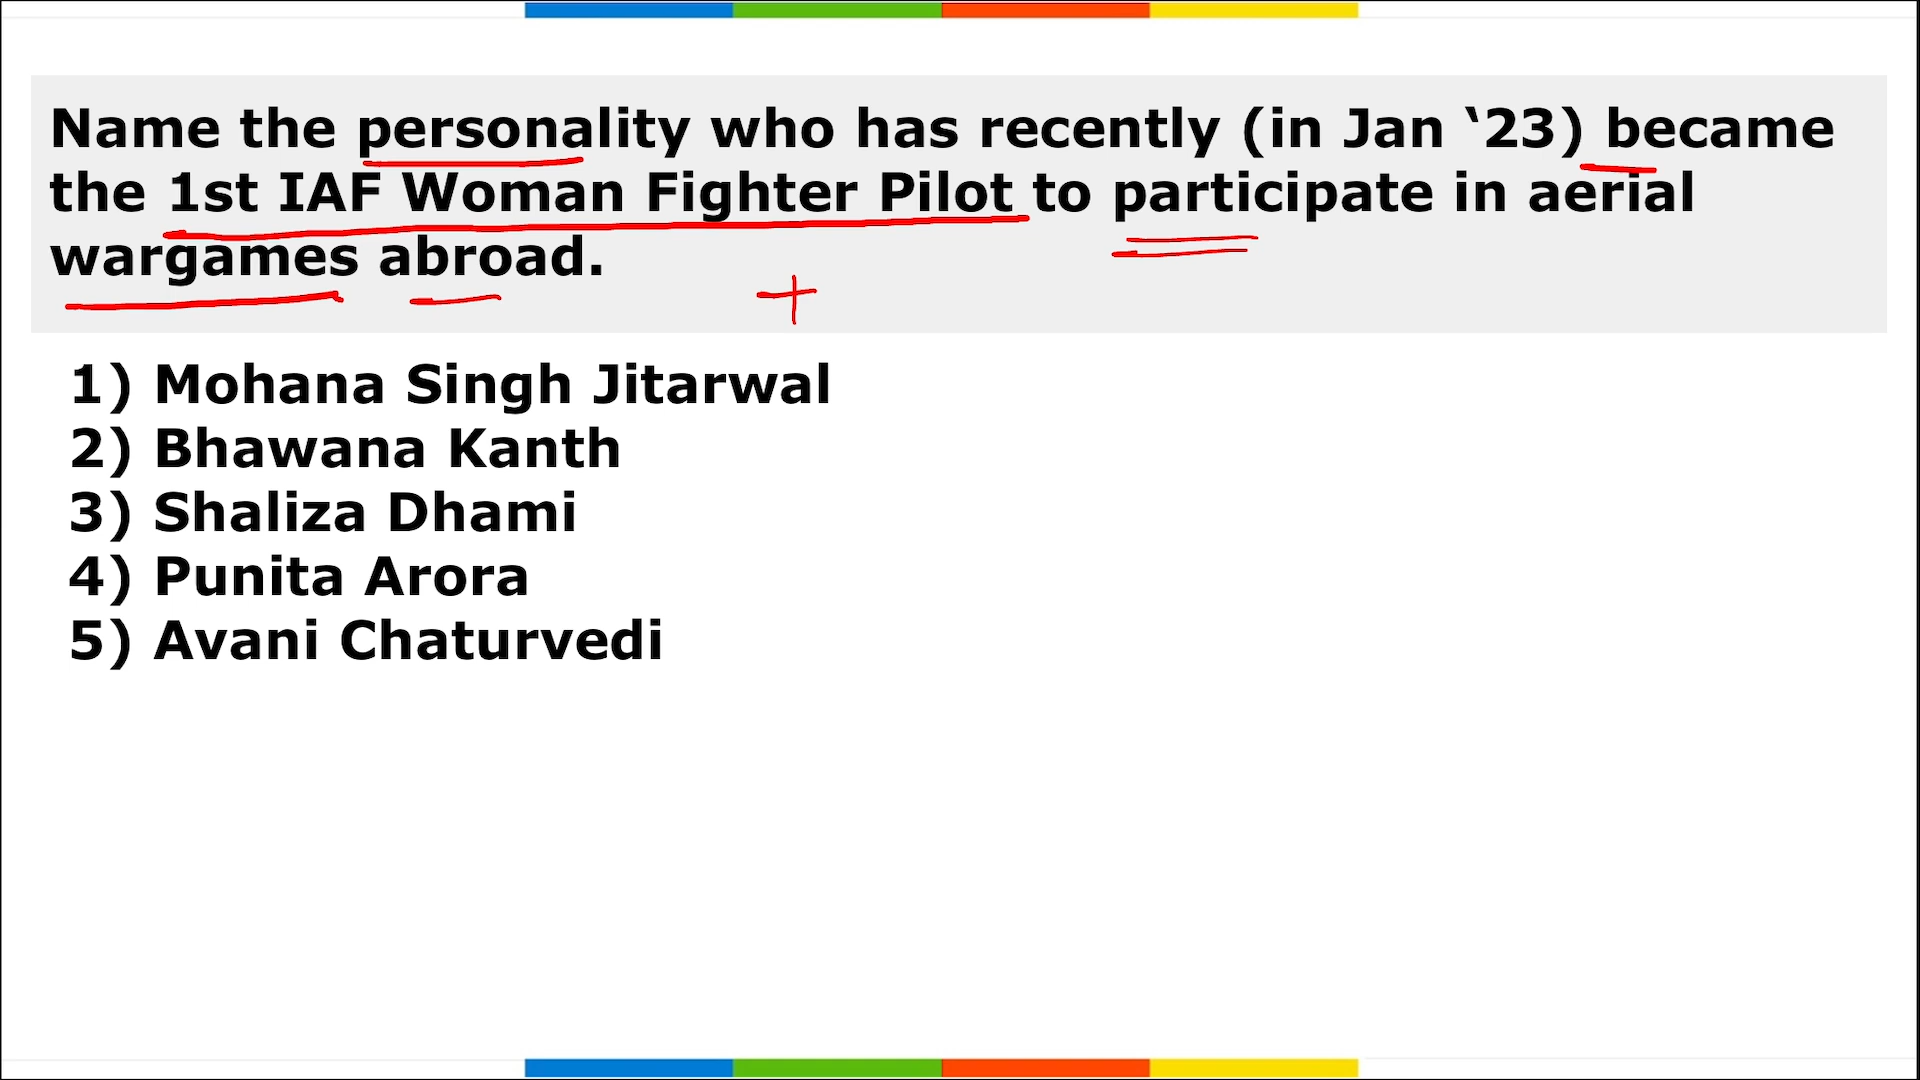 Name the personality who has recently (in Jan ‘23) became
the 1st IAF Woman Fighter Pilot to participate in aerial
wargames abroad.
+
1) Mohana Singh Jitarwal
2) Bhawana Kanth
3) Shaliza Dhami
4) Punita Arora
5) Avani Chaturvedi